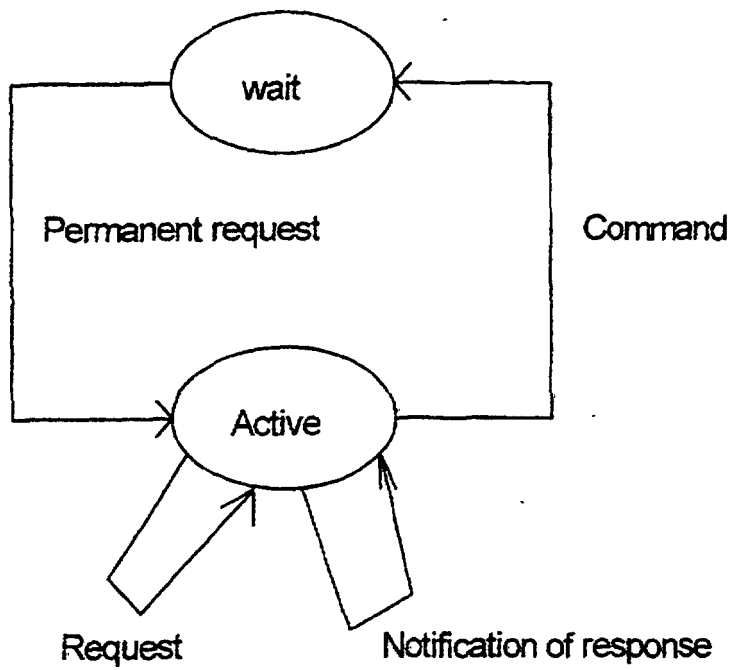 wait
Permanent request
Command
Active
Request
Notification of response